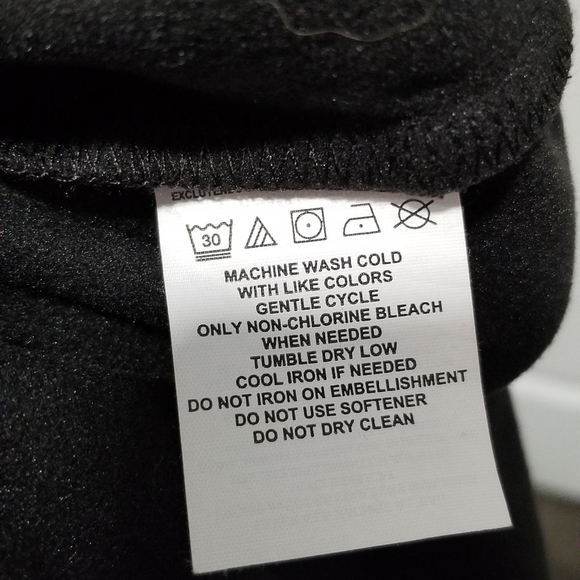 30
MACHINE WASH COLD
WITH LIKE COLORS
GENTLE CYCLE
ONLY NON-CHLORINE BLEACH
WHEN NEEDED
TUMBLE DRY LOW
COOL IRON IF NEEDED
DO NOT IRON ON EMBELLISHMENT
DO NOT USE SOFTENER
DO NOT DRY CLEAN